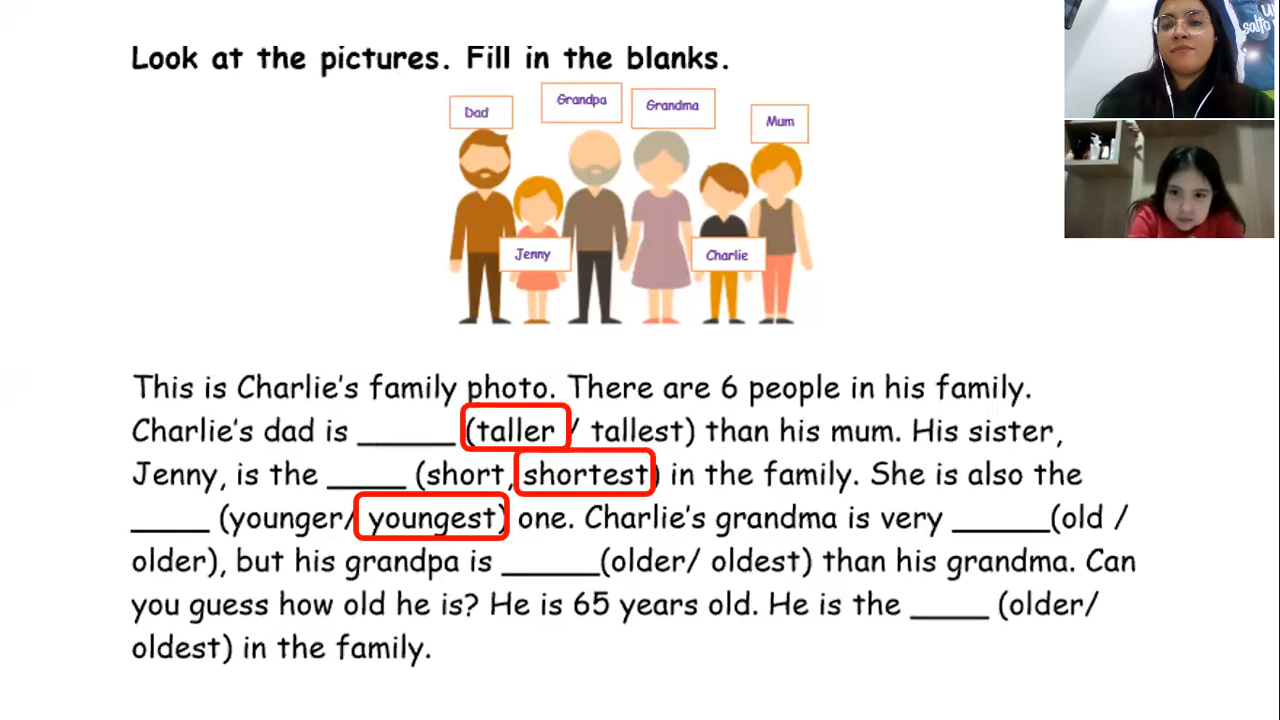 Look at the pictures. Fill in the blanks.
Dad
Grandpa
Grandma
Mum
Jenny
Charlie
This is Charlie's family photo. There are 6 people in his family.
Charlie's dad is ______ (taller / tallest) than his mum. His sister,
Jenny, is the _____ (short, shortest) in the family. She is also the
_____ (younger/ youngest) one. Charlie's grandma is very ______(old /
older), but his grandpa is ______(older/ oldest) than his grandma. Can
you guess how old he is? He is 65 years old. He is the _____ (older/
oldest) in the family.
salto